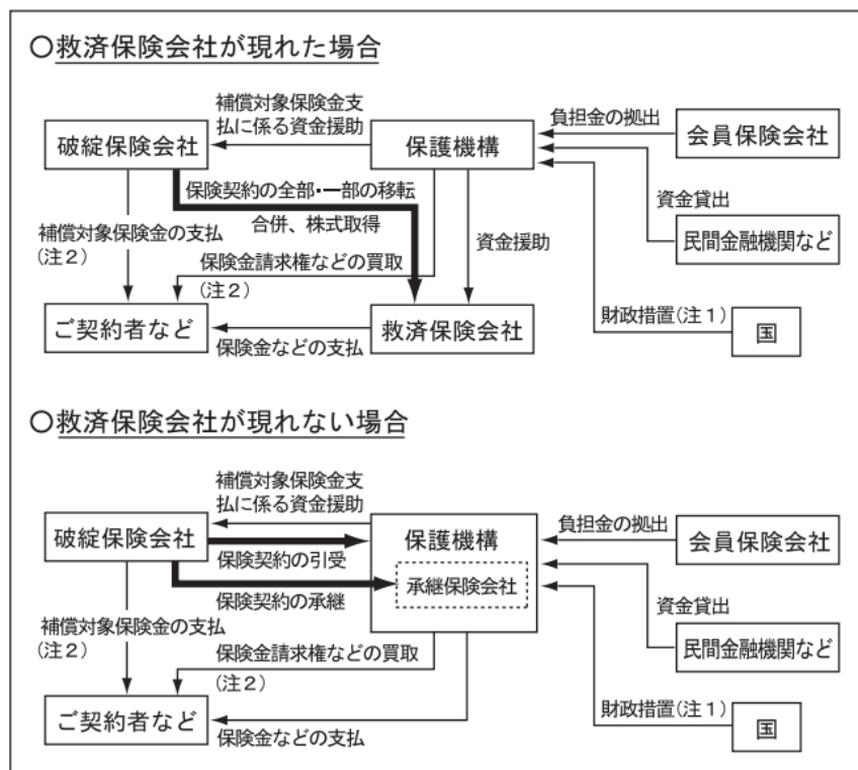 ○救済保険会社が現れた場合
補償対象保険金支
払に係る資金援助
負担金の拠出
破綻保険会社
保護機構
会員保険会社
保険契約の全部・一部の移転
資金貸出
合併、株式取得
補償対象保険金の支払
(注2)
資金援助
民間金融機関など
保険金請求権などの買取
(注2)
財政措置(注1)
ご契約者など
救済保険会社
国
保険金などの支払
○救済保険会社が現れない場合
補償対象保険金支
払に係る資金援助
負担金の拠出
破綻保険会社
保護機構
会員保険会社
保険契約の引受
承継保険会社
保険契約の承継
資金貸出
補償対象保険金の支払
(注2)
民間金融機関など
保険金請求権などの買取
(注2)
財政措置(注1)
ご契約者など
国
保険金などの支払